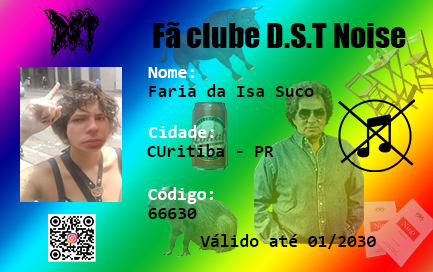 D.S.T
Fã clube D.S.T Noise
Nome:
Faria da Isa Suco
Cidade:
CUritiba - PR
Código:
66630
Válido até 01/2030